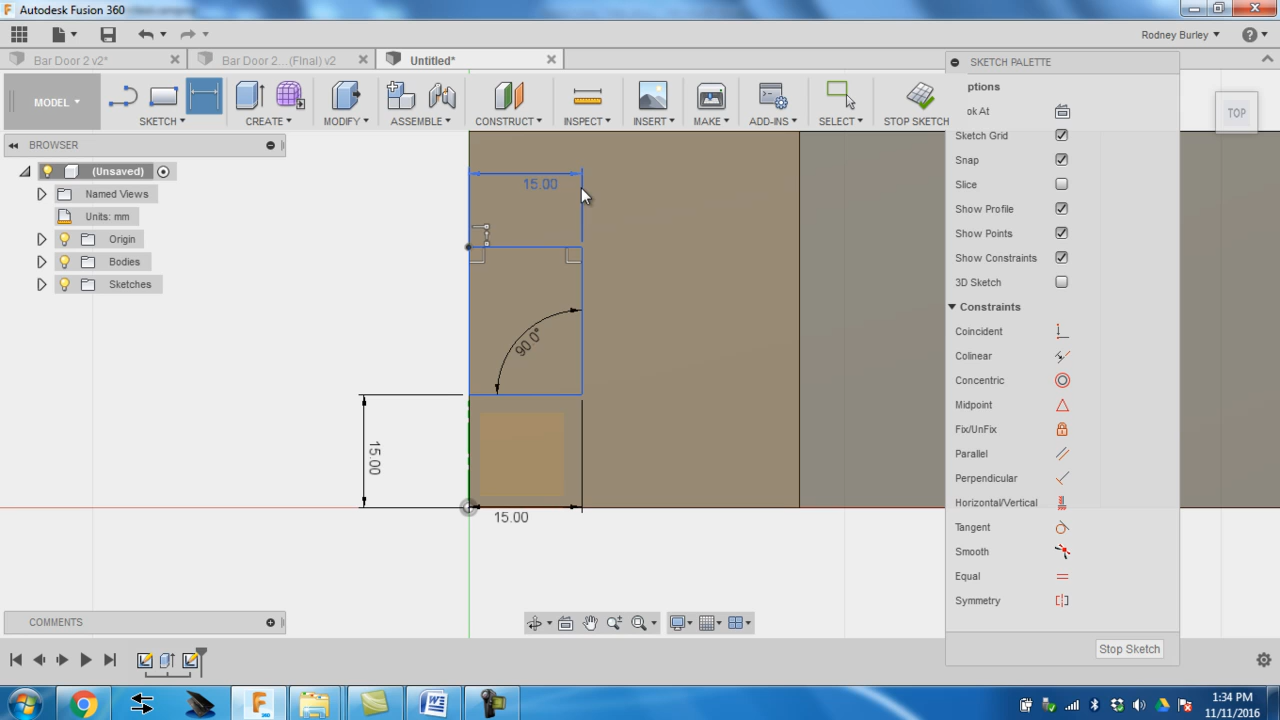 Autodesk Fusion 360
Rodney Burley
Bar Door 2 v2*
Bar Door 2...(Final) v2
Untitled*
MODEL
SKETCH
CREATE
MODIFY
ASSEMBLE
CONSTRUCT
INSPECT
INSERT
MAKE
ADD-INS
SELECT
STOP SKETCH
SKETCH PALETTE
ptions
ok At
Sketch Grid
Snap
Slice
Show Profile
Show Points
Show Constraints
3D Sketch
Constraints
Coincident
Colinear
Concentric
Midpoint
Fix/UnFix
Parallel
Perpendicular
Horizontal/Vertical
Tangent
Smooth
Equal
Symmetry
Stop Sketch
TOP
BROWSER
(Unsaved)
Named Views
Units: mm
Origin
Bodies
Sketches
15.00
90.0°
15.00
15.00
COMMENTS
1:34 PM
11/11/2016